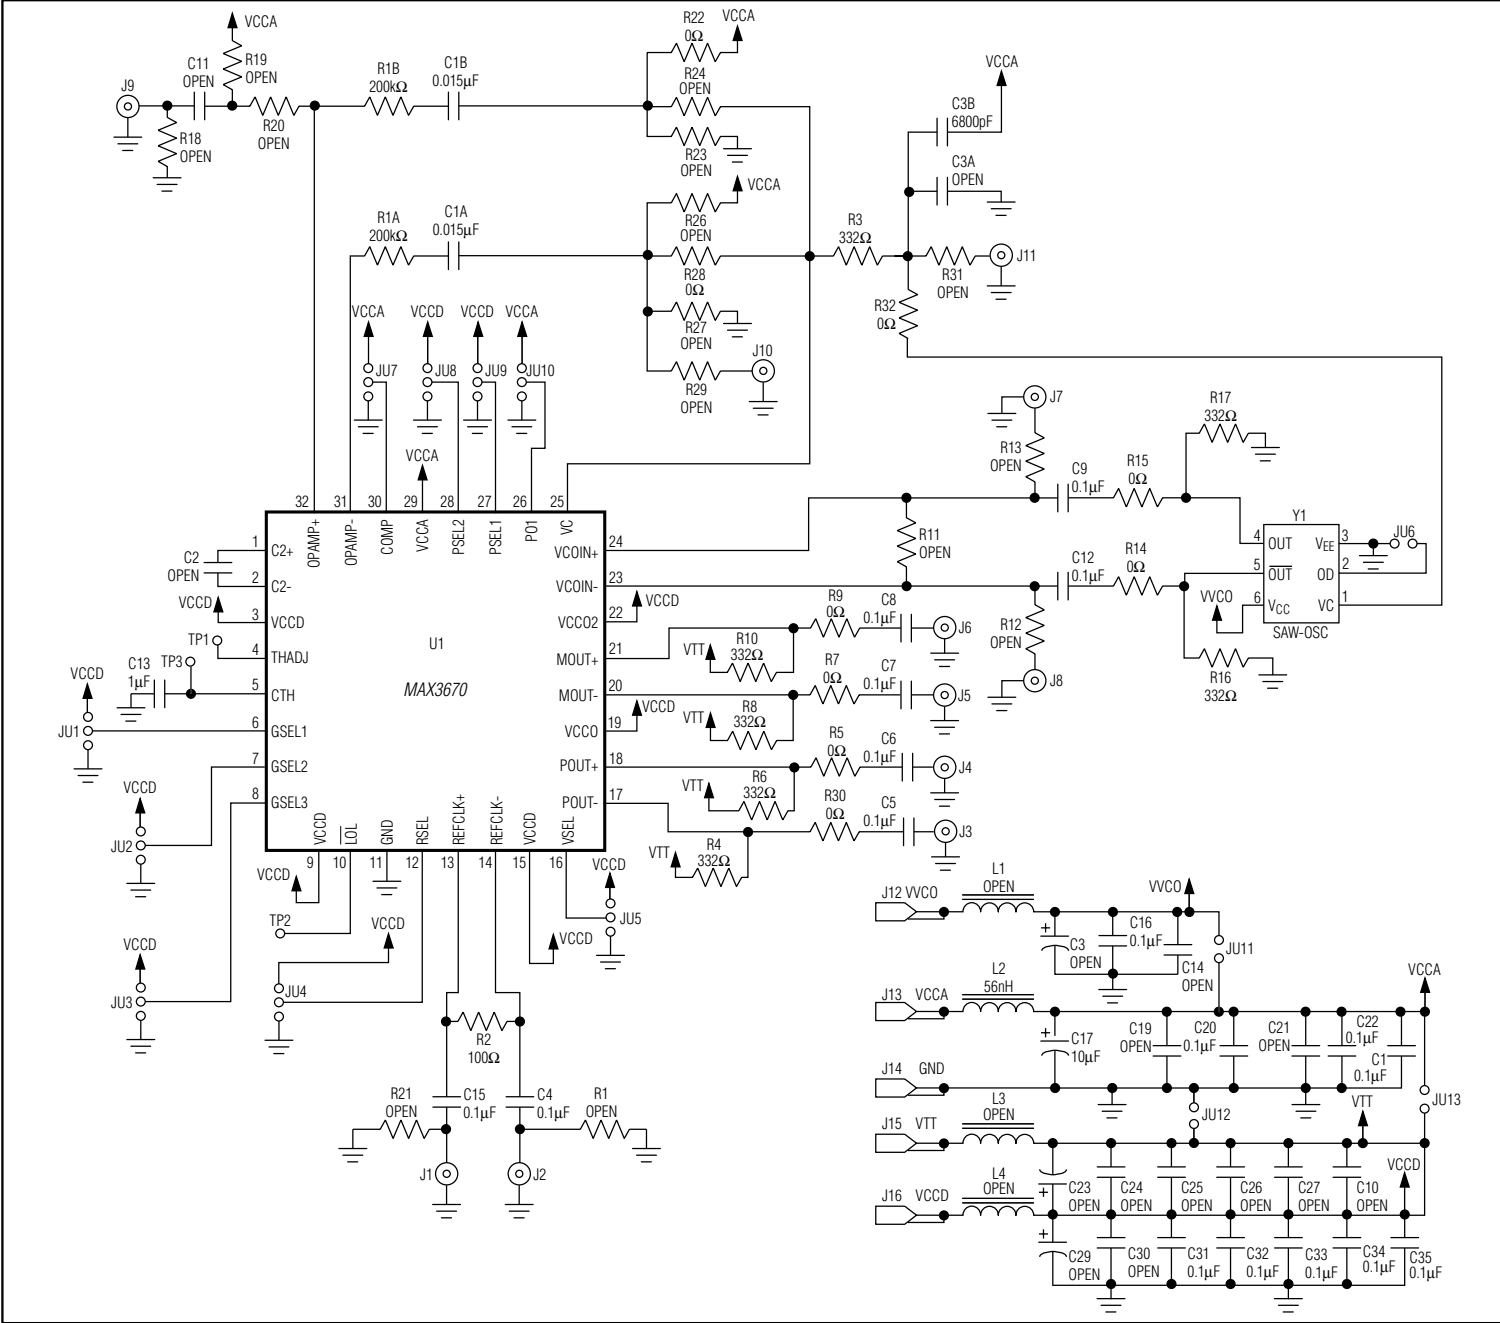 VCCA
J9
C11
OPEN
R19
OPEN
R18
OPEN
R20
OPEN
R1B
200kΩ
C1B
0.015µF
R22
0Ω
VCCA
R24
OPEN
R23
OPEN
VCCA
C3B
6800pF
C3A
OPEN
R1A
200kΩ
C1A
0.015µF
VCCA
R26
OPEN
R28
0Ω
R27
OPEN
R29
OPEN
J10
R3
332Ω
R31
OPEN
J11
R32
0Ω
VCCA
VCCD
VCCD
VCCA
JU7
JU8
JU9
JU10
VCCA
J7
R13
OPEN
C9
0.1µF
R15
0Ω
R17
332Ω
R11
OPEN
C12
0.1µF
R14
0Ω
R12
OPEN
J8
R16
332Ω
VVCO
Y1
4 OUT
5 OUT
6 VCC
VEE 3
OD 2
VC 1
JU6
SAW-OSC
32
31
30
29
28
27
26
25
OPAMP+
OPAMP-
COMP
VCCA
PSEL2
PSEL1
PO1
VC
C2
OPEN
VCCD
TP1
TP3
C13
1µF
1 C2+
2 C2-
3 VCCD
4 THADJ
5 CTH
6 GSEL1
7 GSEL2
8 GSEL3
U1
MAX3670
VCOIN+ 24
VCOIN- 23
VCCO2 22
MOUT+ 21
MOUT- 20
VCCO 19
POUT+ 18
POUT- 17
VCCD
VCCD
VCCD
LOL
GND
RSEL
REFCLK+
REFCLK-
VCCD
VSEL
9
10
11
12
13
14
15
16
VCCD
JU1
VCCD
JU2
VCCD
JU3
VCCD
TP2
VCCD
JU4
VCCD
VCCD
JU5
R9
0Ω
C8
0.1µF
J6
VTT
R10
332Ω
R7
0Ω
C7
0.1µF
J5
VTT
R8
332Ω
R5
0Ω
C6
0.1µF
J4
VTT
R6
332Ω
R30
0Ω
C5
0.1µF
J3
VTT
R4
332Ω
R2
100Ω
R21
OPEN
C15
0.1µF
C4
0.1µF
R1
OPEN
J1
J2
J12 VVCO
L1
OPEN
VVCO
C3
OPEN
C16
0.1µF
C14
OPEN
JU11
J13 VCCA
L2
56nH
VCCA
C17
10µF
C19
OPEN
C20
0.1µF
C21
OPEN
C22
0.1µF
C1
0.1µF
J14 GND
JU12
JU13
J15 VTT
L3
OPEN
VTT
C23
OPEN
C24
OPEN
C25
OPEN
C26
OPEN
C27
OPEN
C10
OPEN
VCCD
J16 VCCD
L4
OPEN
C29
OPEN
C30
OPEN
C31
0.1µF
C32
0.1µF
C33
0.1µF
C34
0.1µF
C35
0.1µF